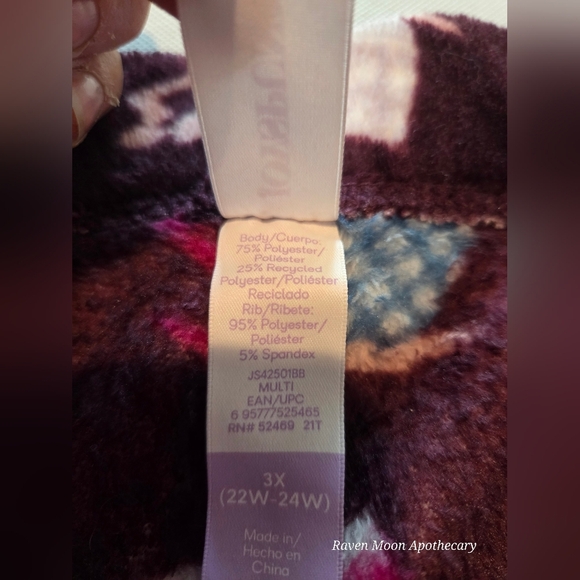 Body/Cuerpo:
75% Polyester/
Poliéster
25% Recycled
Polyester/Poliéster
Reciclado
Rib/Ribete:
95% Polyester/
Poliéster
5% Spandex
JS42501BB
MULTI
EAN/UPC
6 95777525465
RN# 52469 21T
3X
(22W-24W)
Made in/
Hecho en
China
Raven Moon Apothecary